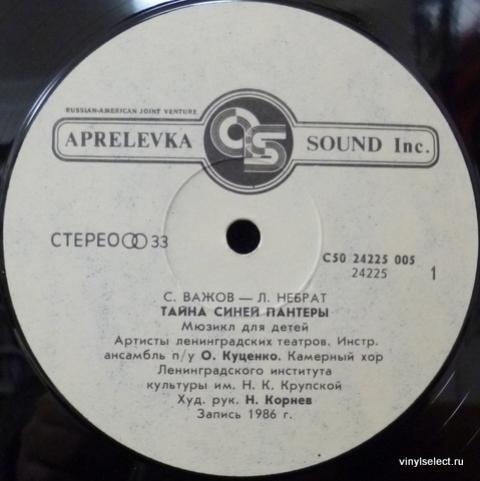 RUSSIAN-AMERICAN JOINT VENTURE
APRELEVKA SOUND Inc.
СТЕРЕО 33
С50 24225 005
24225 1
С. ВАЖОВ — Л. НЕБРАТ
ТАЙНА СИНЕЙ ПАНТЕРЫ
Мюзикл для детей
Артисты ленинградских театров. Инстр.
ансамбль п/у О. Куценко. Камерный хор
Ленинградского института
культуры им. Н. К. Крупской
Худ. рук. Н. Корнев
Запись 1986 г.
vinylselect.ru